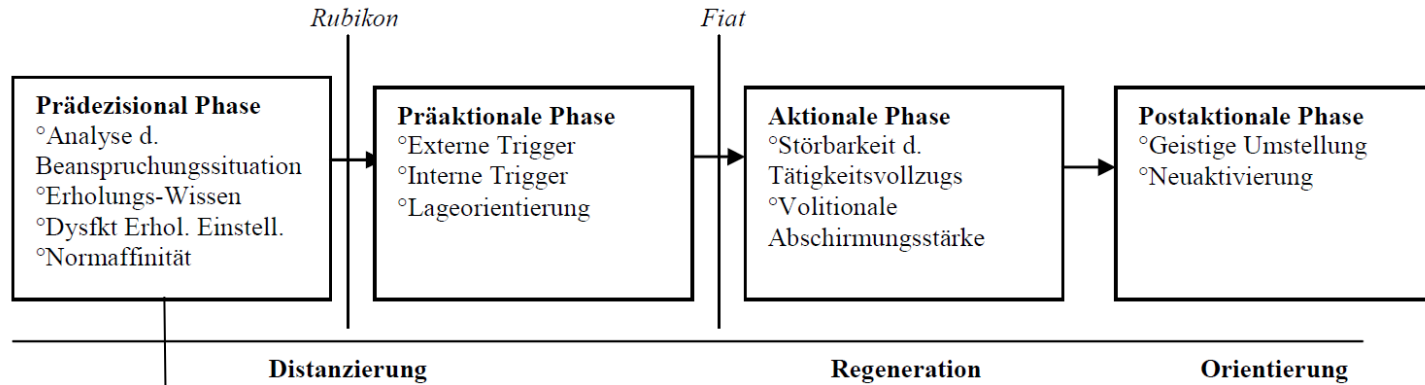 Rubikon
Fiat
Prädezisional Phase
°Analyse d.
Beanspruchungssituation
°Erholungs-Wissen
°Dysfkt Erhol. Einstell.
°Normaffinität
Präaktionale Phase
°Externe Trigger
°Interne Trigger
°Lageorientierung
Aktionale Phase
°Störbarkeit d.
Tätigkeitsvollzugs
°Volitionale
Abschirmungsstärke
Postaktionale Phase
°Geistige Umstellung
°Neuaktivierung
Distanzierung
Regeneration
Orientierung